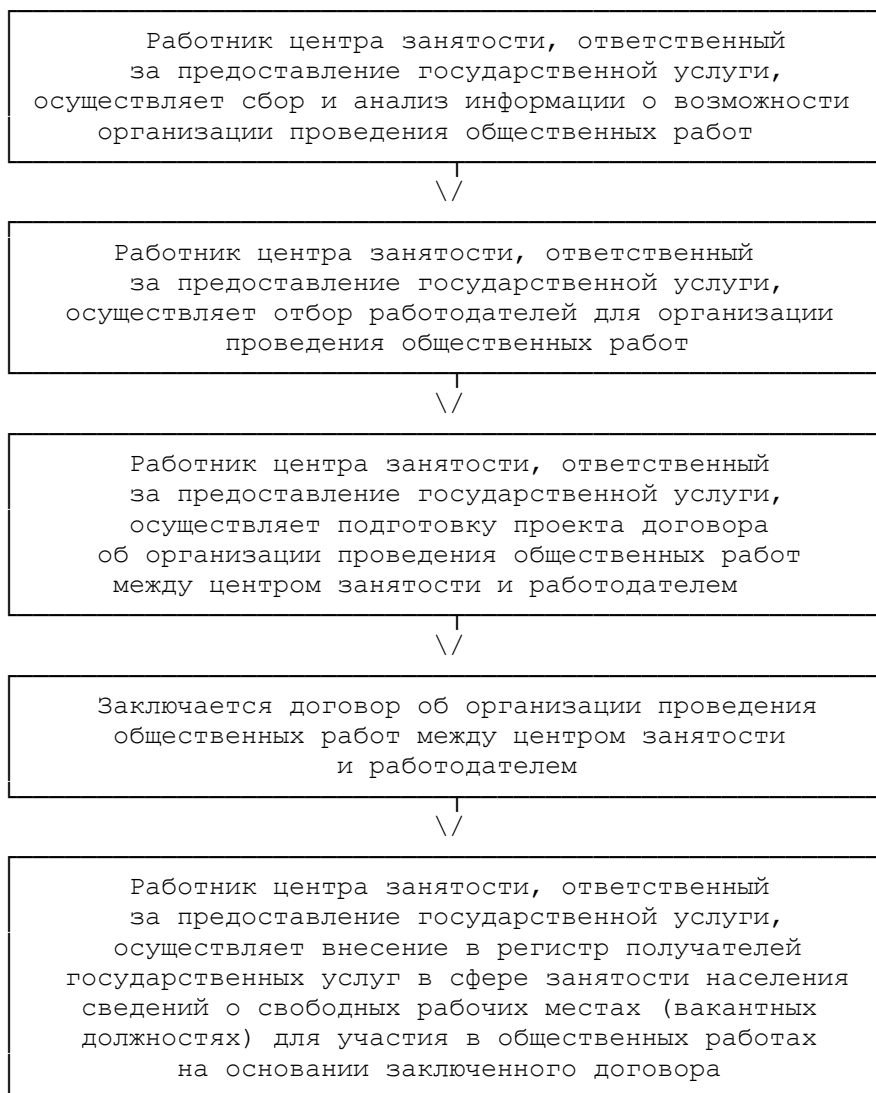 Работник центра занятости, ответственный
за предоставление государственной услуги,
осуществляет сбор и анализ информации о возможности
организации проведения общественных работ
\/
Работник центра занятости, ответственный
за предоставление государственной услуги,
осуществляет отбор работодателей для организации
проведения общественных работ
\/
Работник центра занятости, ответственный
за предоставление государственной услуги,
осуществляет подготовку проекта договора
об организации проведения общественных работ
между центром занятости и работодателем
\/
Заключается договор об организации проведения
общественных работ между центром занятости
и работодателем
\/
Работник центра занятости, ответственный
за предоставление государственной услуги,
осуществляет внесение в регистр получателей
государственных услуг в сфере занятости населения
сведений о свободных рабочих местах (вакантных
должностях) для участия в общественных работах
на основании заключенного договора